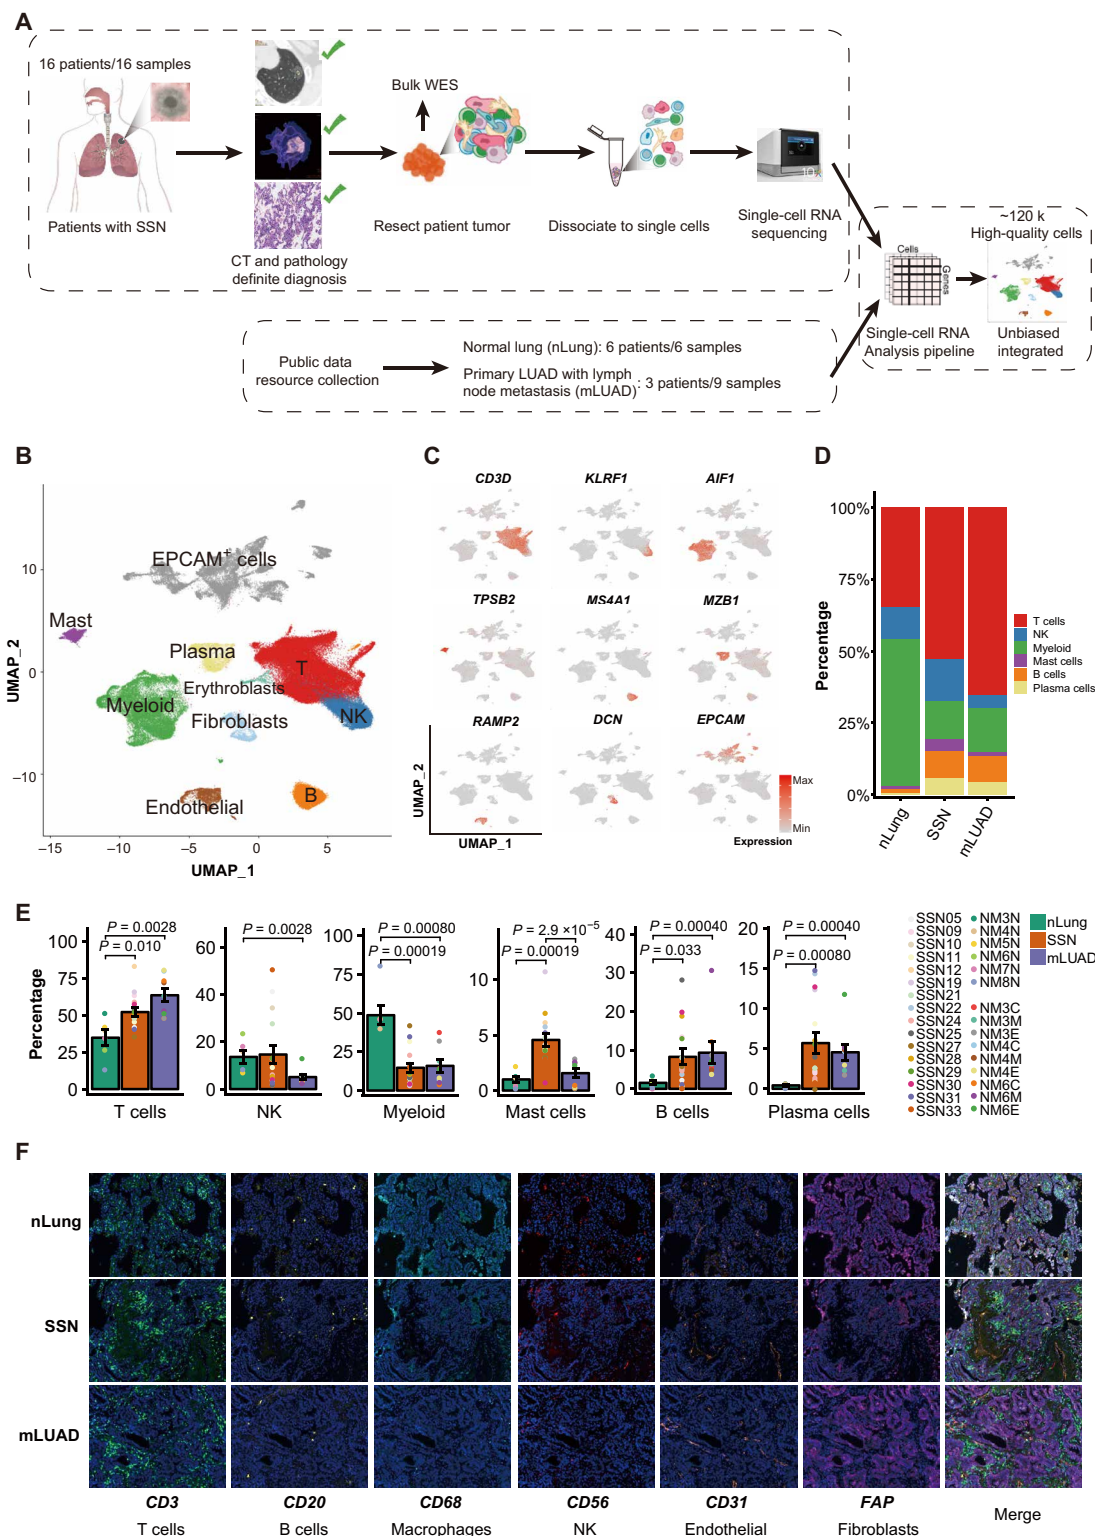 A
16 patients/16 samples
Patients with SSN
CT and pathology
definite diagnosis
Bulk WES
Resect patient tumor
Dissociate to single cells
Single-cell RNA
sequencing
Public data
resource collection
Normal lung (nLung): 6 patients/6 samples
Primary LUAD with lymph
node metastasis (mLUAD) : 3 patients/9 samples
~120 k
High-quality cells
Cells
Genes
Single-cell RNA
Analysis pipeline
Unbiased
integrated
B
UMAP_2
10
0
−10
−15
−10
−5
0
5
UMAP_1
EPCAM+ cells
Mast
Plasma
T
Erythroblasts
Myeloid
Fibroblasts
NK
Endothelial
B
C
CD3D
KLRF1
AIF1
TPSB2
MS4A1
MZB1
RAMP2
DCN
EPCAM
UMAP_2
UMAP_1
Max
Min
Expression
D
Percentage
100%
75%
50%
25%
0%
nLung
SSN
mLUAD
T cells
NK
Myeloid
Mast cells
B cells
Plasma cells
E
Percentage
P = 0.0028
P = 0.010
100
75
50
25
0
T cells
P = 0.0028
60
40
20
0
NK
P = 0.00080
P = 0.00019
100
75
50
25
0
Myeloid
P = 2.9 ×10−5
P = 0.00019
10
5
0
Mast cells
P = 0.00040
P = 0.033
40
30
20
10
0
B cells
P = 0.00040
P = 0.00080
20
15
10
5
0
Plasma cells
SSN05
SSN09
SSN10
SSN11
SSN12
SSN19
SSN21
SSN22
SSN24
SSN25
SSN27
SSN28
SSN29
SSN30
SSN31
SSN33
NM3N
NM4N
NM5N
NM6N
NM7N
NM8N
NM3C
NM3M
NM3E
NM4C
NM4M
NM4E
NM6C
NM6M
NM6E
nLung
SSN
mLUAD
F
nLung
SSN
mLUAD
CD3
T cells
CD20
B cells
CD68
Macrophages
CD56
NK
CD31
Endothelial
FAP
Fibroblasts
Merge